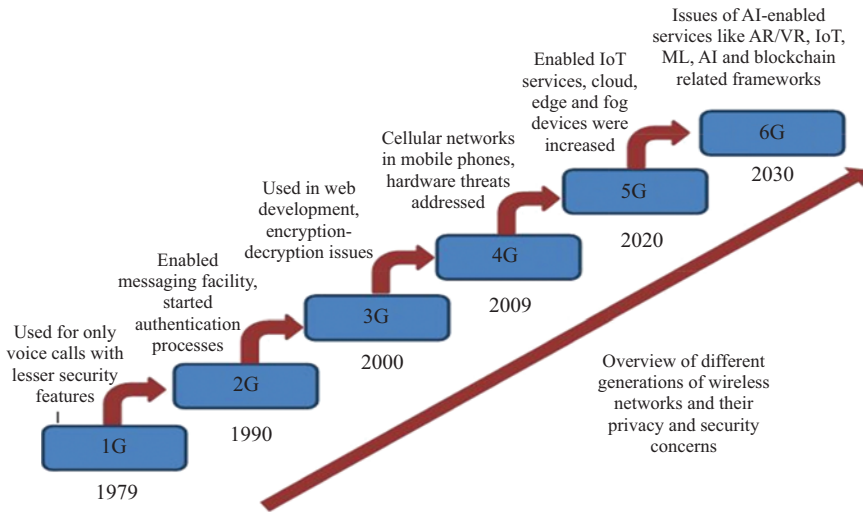 Used for only
voice calls with
lesser security
features
1G
1979
Enabled
messaging facility,
started
authentication
processes
2G
1990
Used in web
development,
encryption-
decryption issues
3G
2000
Cellular networks
in mobile phones,
hardware threats
addressed
4G
2009
Enabled IoT
services, cloud,
edge and fog
devices were
increased
5G
2020
Issues of AI-enabled
services like AR/VR, IoT,
ML, AI and blockchain
related frameworks
6G
2030
Overview of different
generations of wireless
networks and their
privacy and security
concerns